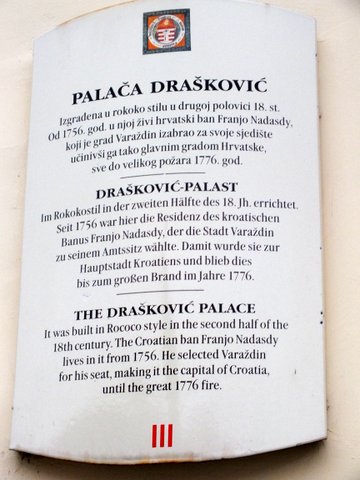 PALAČA DRAŠKOVIĆ
Izgrađena u rokoko stilu u drugoj polovici 18. st.
Od 1756. god. u njoj živi hrvatski ban Franjo Nadasdy,
koji je grad Varaždin izabrao za svoje sjedište
učinivši ga tako glavnim gradom Hrvatske,
sve do velikog požara 1776. god.
DRAŠKOVIĆ-PALAST
Im Rokokostil in der zweiten Hälfte des 18. Jh. errichtet.
Seit 1756 war hier die Residenz des kroatischen
Banus Franjo Nadasdy, der die Stadt Varaždin
zu seinem Amtssitz wählte. Damit wurde sie zur
Hauptstadt Kroatiens und blieb dies
bis zum großen Brand im Jahre 1776.
THE DRAŠKOVIĆ PALACE
It was built in Rococo style in the second half of the
18th century. The Croatian ban Franjo Nadasdy
lives in it from 1756. He selected Varaždin
for his seat, making it the capital of Croatia,
until the great 1776 fire.
III